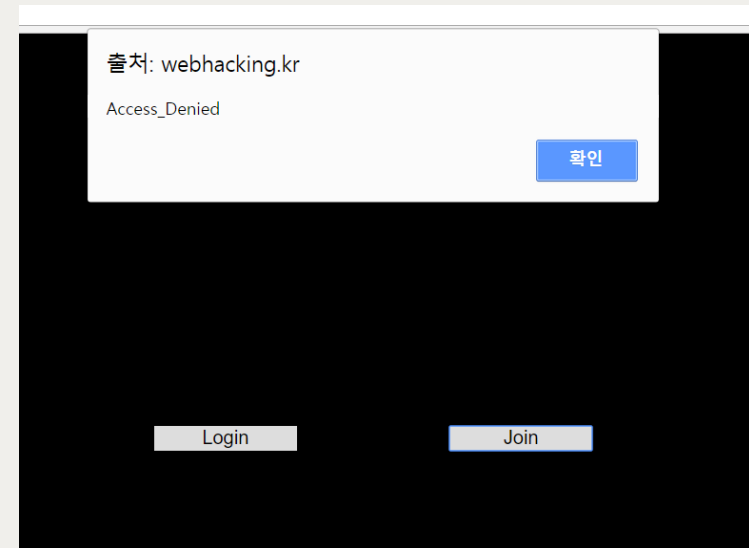 출처: webhacking.kr
Access_Denied
확인
Login
Join